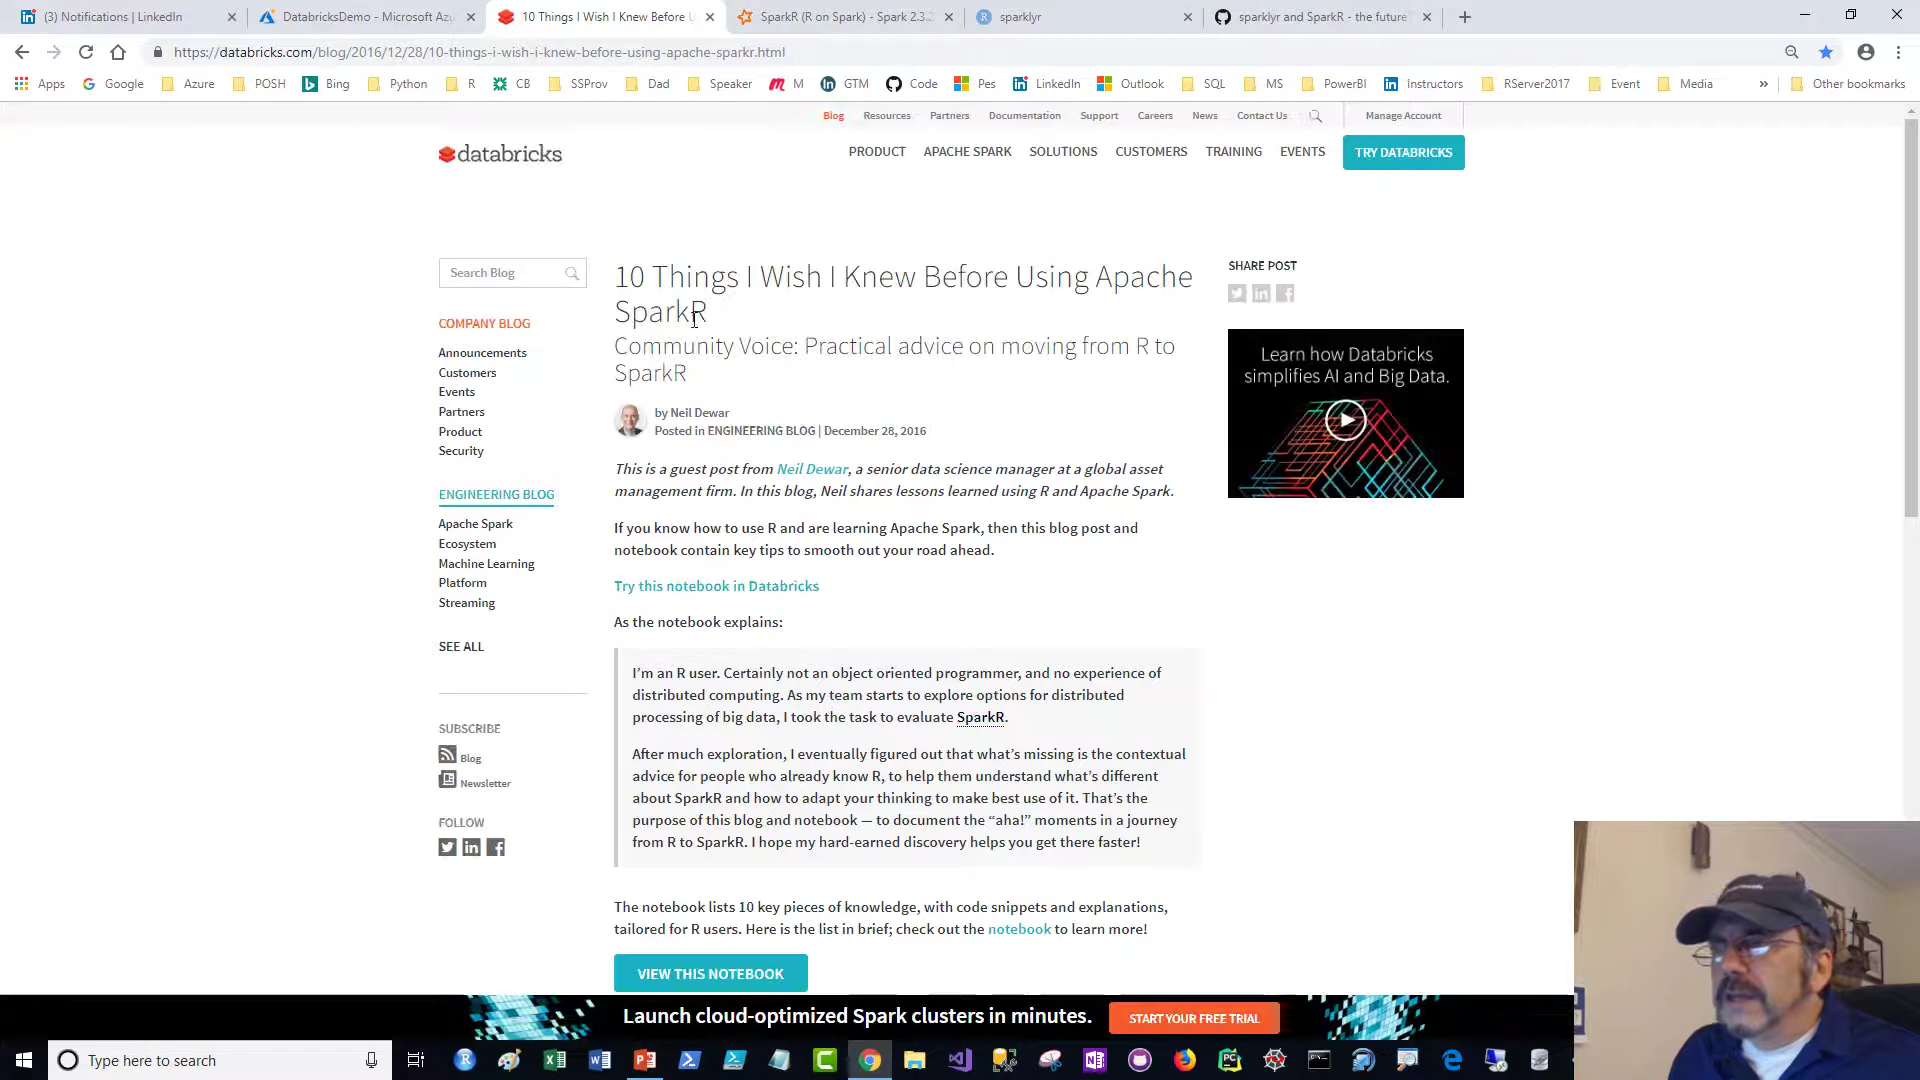 (3) Notifications | LinkedIn
DatabricksDemo - Microsoft Azu
10 Things I Wish I Knew Before U
SparkR (R on Spark) - Spark 2.3.2
sparklyr
sparklyr and SparkR - the future
https://databricks.com/blog/2016/12/28/10-things-i-wish-i-knew-before-using-apache-sparkr.html
Apps Google Azure POSH Bing Python R CB SSProv Dad Speaker M GTM Code Pes LinkedIn Outlook SQL MS PowerBI Instructors RServer2017 Event Media » Other bookmarks
Blog Resources Partners Documentation Support Careers News Contact Us Manage Account
databricks
PRODUCT APACHE SPARK SOLUTIONS CUSTOMERS TRAINING EVENTS TRY DATABRICKS
Search Blog
COMPANY BLOG
Announcements
Customers
Events
Partners
Product
Security
ENGINEERING BLOG
Apache Spark
Ecosystem
Machine Learning
Platform
Streaming
SEE ALL
SUBSCRIBE
Blog
Newsletter
FOLLOW
10 Things I Wish I Knew Before Using Apache
SparkR
Community Voice: Practical advice on moving from R to
SparkR
by Neil Dewar
Posted in ENGINEERING BLOG | December 28, 2016
This is a guest post from Neil Dewar, a senior data science manager at a global asset
management firm. In this blog, Neil shares lessons learned using R and Apache Spark.
If you know how to use R and are learning Apache Spark, then this blog post and
notebook contain key tips to smooth out your road ahead.
Try this notebook in Databricks
As the notebook explains:
I’m an R user. Certainly not an object oriented programmer, and no experience of
distributed computing. As my team starts to explore options for distributed
processing of big data, I took the task to evaluate SparkR.
After much exploration, I eventually figured out that what’s missing is the contextual
advice for people who already know R, to help them understand what’s different
about SparkR and how to adapt your thinking to make best use of it. That’s the
purpose of this blog and notebook — to document the “aha!” moments in a journey
from R to SparkR. I hope my hard-earned discovery helps you get there faster!
The notebook lists 10 key pieces of knowledge, with code snippets and explanations,
tailored for R users. Here is the list in brief; check out the notebook to learn more!
VIEW THIS NOTEBOOK
SHARE POST
Learn how Databricks
simplifies AI and Big Data.
Launch cloud-optimized Spark clusters in minutes. START YOUR FREE TRIAL
Type here to search